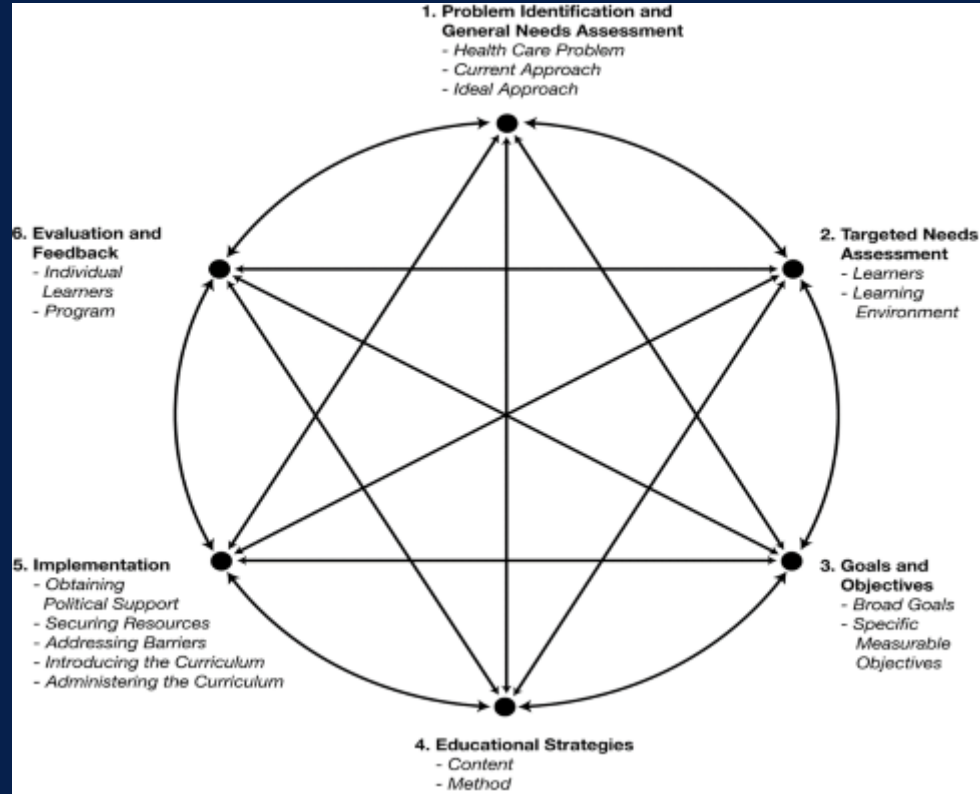 1. Problem Identification and
General Needs Assessment
- Health Care Problem
- Current Approach
- Ideal Approach
2. Targeted Needs
Assessment
- Learners
- Learning
Environment
3. Goals and
Objectives
- Broad Goals
- Specific
Measurable
Objectives
4. Educational Strategies
- Content
- Method
5. Implementation
- Obtaining
Political Support
- Securing Resources
- Addressing Barriers
- Introducing the Curriculum
- Administering the Curriculum
6. Evaluation and
Feedback
- Individual
Learners
- Program